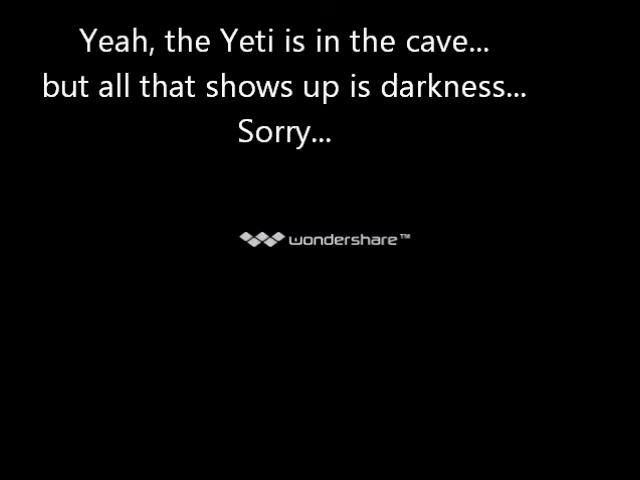 Yeah, the Yeti is in the cave...
but all that shows up is darkness...
Sorry...
wondershare™